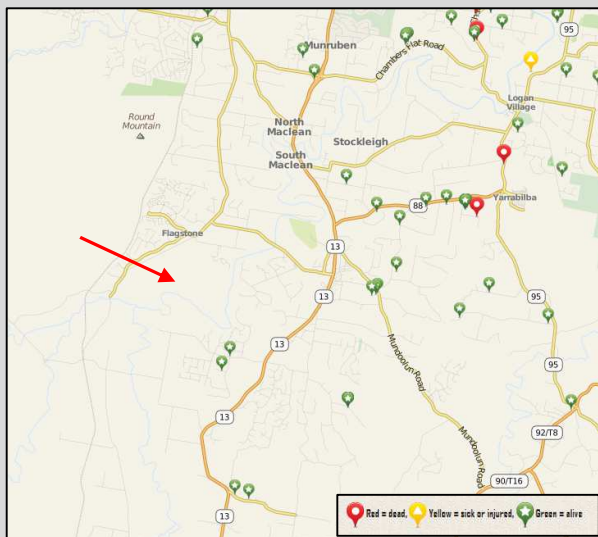 95
Munruben
Chambers Flat Road
Logan
Village
Round
Mountain
North
Maclean
Stockleigh
South
Maclean
Yarrabilba
88
Flagstone
13
13
95
13
Mundoolun Road
95
13
92/T8
Mundoolun Road
90/T16
13
Red = dead, Yellow = sick or injured, Green = alive